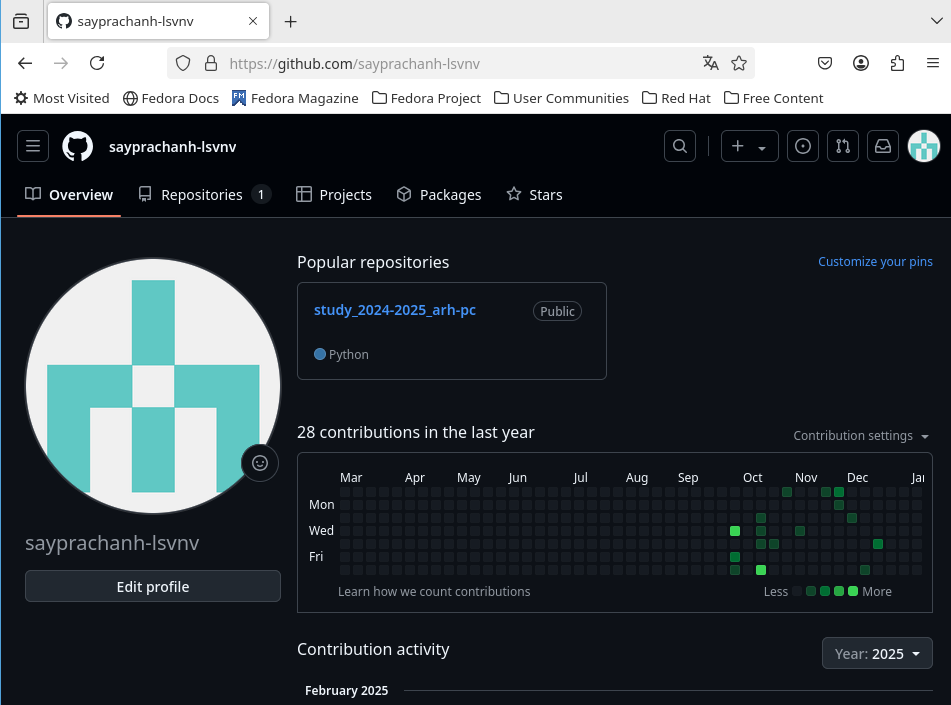 sayprachanh-lsvnv
https://github.com/sayprachanh-lsvnv
Most Visited Fedora Docs Fedora Magazine Fedora Project User Communities Red Hat Free Content
sayprachanh-lsvnv
Overview Repositories 1 Projects Packages Stars
Popular repositories Customize your pins
study_2024-2025_arh-pc Public
Python
28 contributions in the last year Contribution settings
Mar Apr May Jun Jul Aug Sep Oct Nov Dec Jan
Mon
Wed
Fri
sayprachanh-lsvnv
Edit profile
Learn how we count contributions Less More
Contribution activity Year: 2025
February 2025